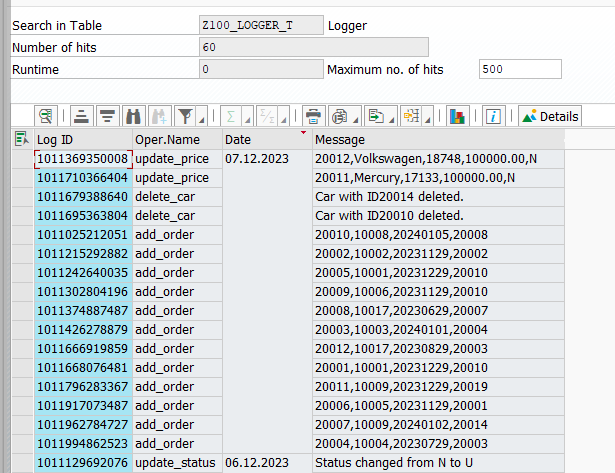 Search in Table Z100_LOGGER_T Logger
Number of hits 60
Runtime 0 Maximum no. of hits 500
Details
Log ID Oper.Name Date Message
1011369350008 update_price 07.12.2023 20012,Volkswagen,18748,100000.00,N
1011710366404 update_price 20011,Mercury,17133,100000.00,N
1011679388640 delete_car Car with ID20014 deleted.
1011695363804 delete_car Car with ID20010 deleted.
1011025212051 add_order 20010,10008,20240105,20008
1011215292882 add_order 20002,10002,20231129,20002
1011242640035 add_order 20005,10001,20231229,20010
1011302804196 add_order 20009,10006,20231129,20010
1011374887487 add_order 20008,10017,20230629,20007
1011426278879 add_order 20003,10003,20240101,20004
1011666919859 add_order 20012,10017,20230829,20003
1011668076481 add_order 20001,10001,20231229,20010
1011796283367 add_order 20011,10009,20231229,20019
1011917073487 add_order 20006,10005,20231129,20001
1011962784727 add_order 20007,10009,20240102,20014
1011994862523 add_order 20004,10004,20230729,20003
1011129692076 update_status 06.12.2023 Status changed from N to U